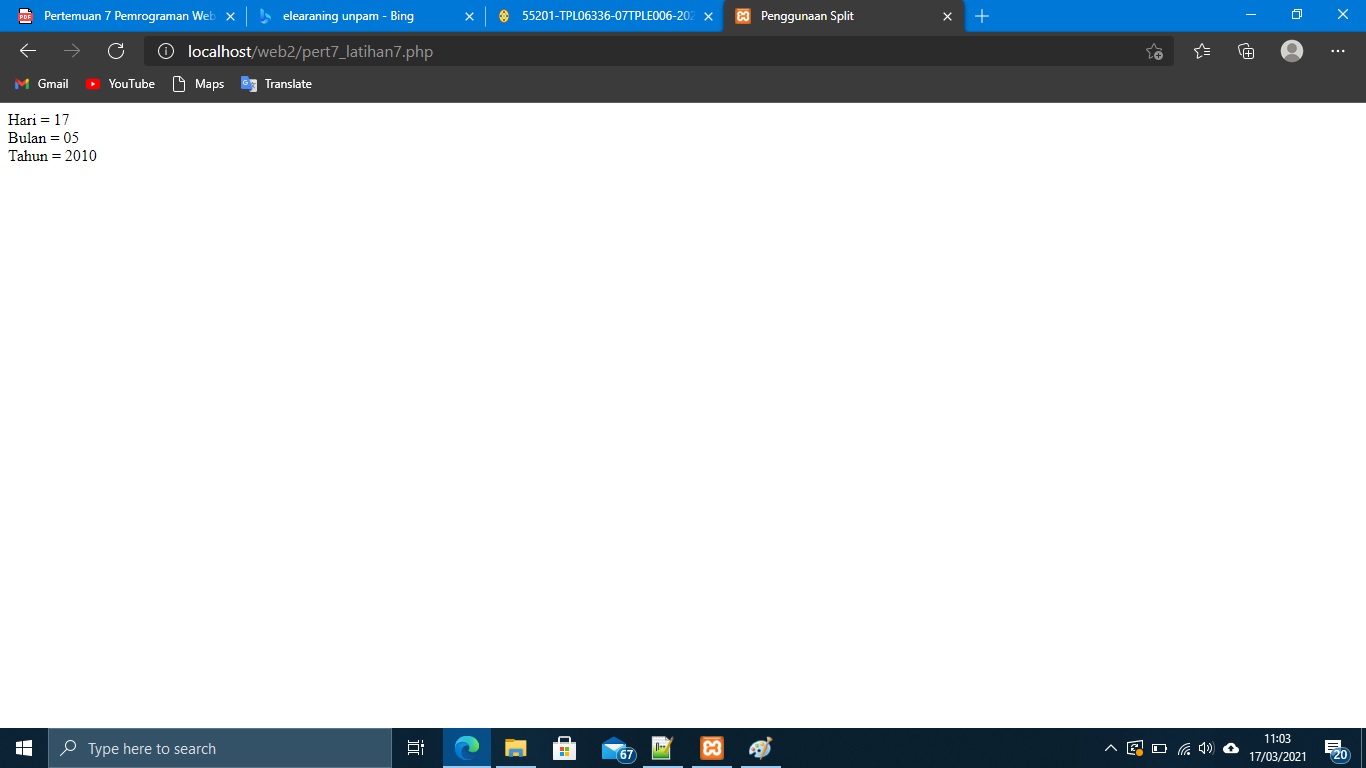 Pertemuan 7 Pemrograman Web
elearaning unpam - Bing
55201-TPL06336-07TPLE006-202
Penggunaan Split
localhost/web2/pert7_latihan7.php
Gmail
YouTube
Maps
Translate
Hari = 17
Bulan = 05
Tahun = 2010
Type here to search
67
11:03
17/03/2021
20